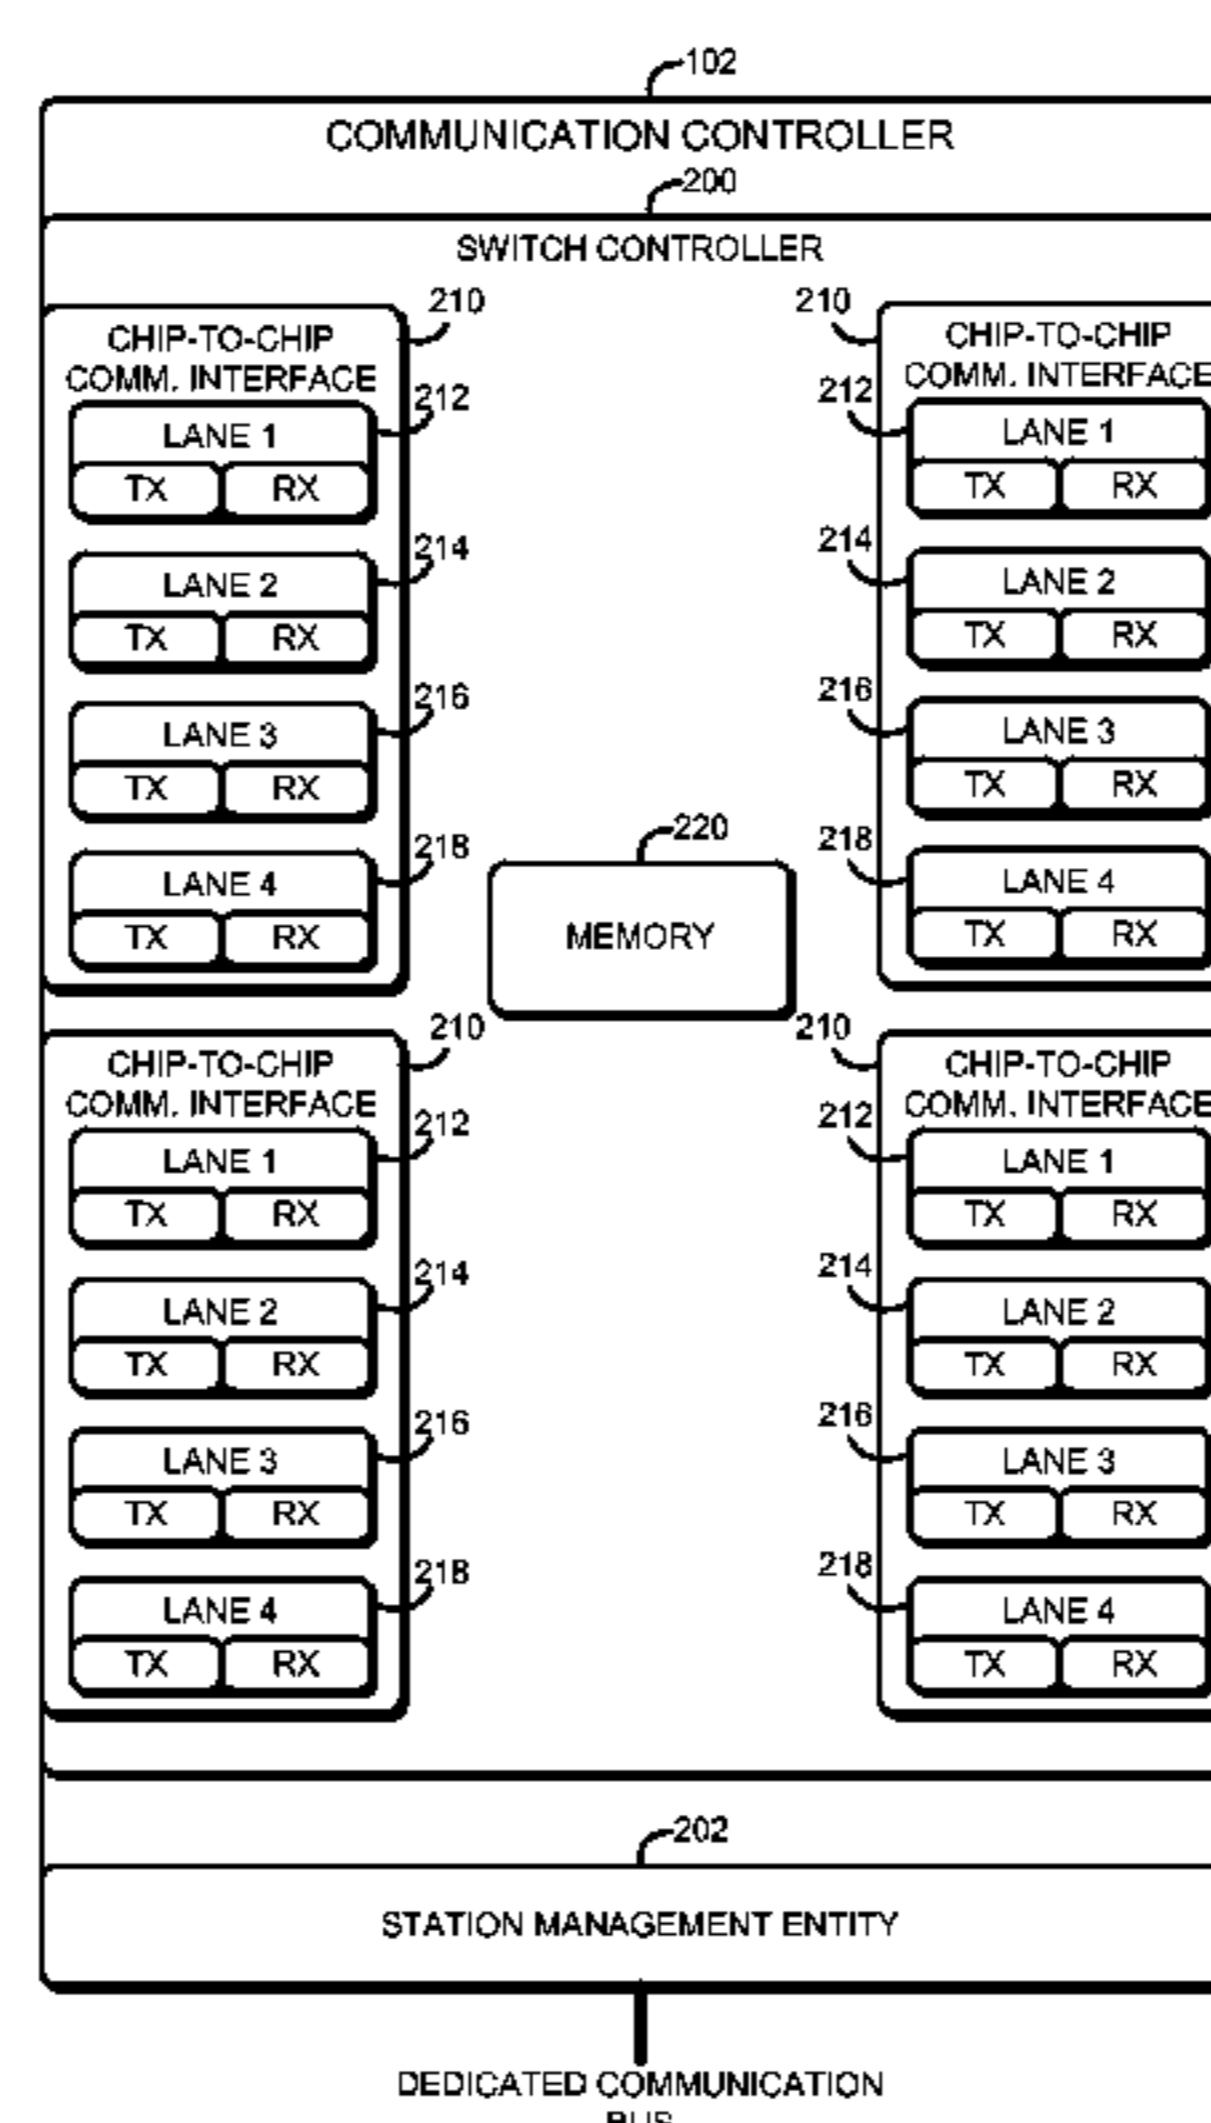 102
COMMUNICATION CONTROLLER
200
SWITCH CONTROLLER
210
CHIP-TO-CHIP
COMM. INTERFACE
212
LANE 1
TX RX
214
LANE 2
TX RX
216
LANE 3
TX RX
218
LANE 4
TX RX
210
CHIP-TO-CHIP
COMM. INTERFACE
212
LANE 1
TX RX
214
LANE 2
TX RX
216
LANE 3
TX RX
218
LANE 4
TX RX
220
MEMORY
210
CHIP-TO-CHIP
COMM. INTERFACE
212
LANE 1
TX RX
214
LANE 2
TX RX
216
LANE 3
TX RX
218
LANE 4
TX RX
210
CHIP-TO-CHIP
COMM. INTERFACE
212
LANE 1
TX RX
214
LANE 2
TX RX
216
LANE 3
TX RX
218
LANE 4
TX RX
202
STATION MANAGEMENT ENTITY
DEDICATED COMMUNICATION
BUS